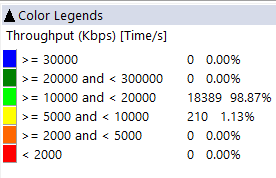 Color Legends
Throughput (Kbps) [Time/s]
>= 30000 0 0.00%
>= 20000 and < 300000 0 0.00%
>= 10000 and < 20000 18389 98.87%
>= 5000 and < 10000 210 1.13%
>= 2000 and < 5000 0 0.00%
< 2000 0 0.00%